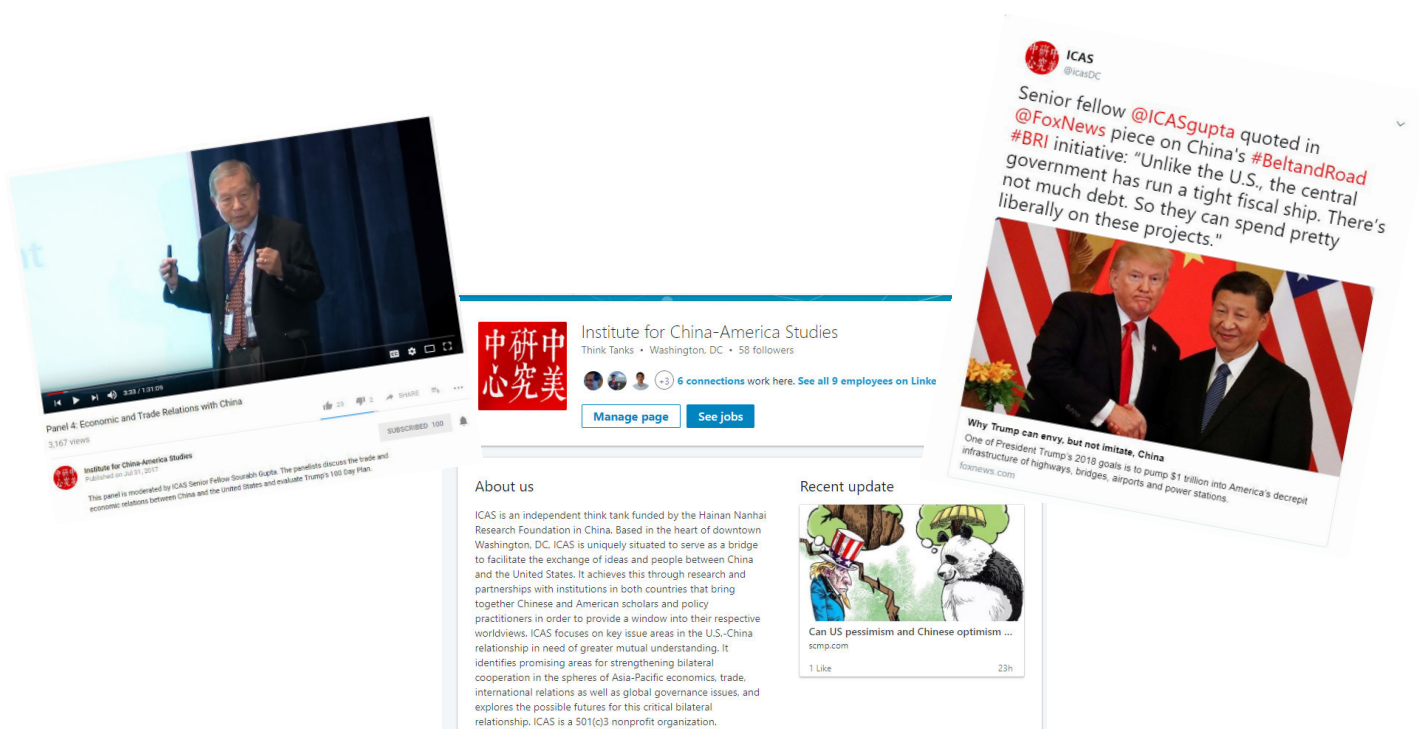 nt
3:33 / 1:31:09
Panel 4: Economic and Trade Relations with China
3,167 views
25
2
SHARE
SUBSCRIBED 100
Institute for China-America Studies
Published on Jul 31, 2017
This panel is moderated by ICAS Senior Fellow Sourabh Gupta. The panelists discuss the trade and
economic relations between China and the United States and evaluate Trump's 100 Day Plan.
中研中
心究美
Institute for China-America Studies
Think Tanks • Washington, DC • 58 followers
+3
6 connections work here. See all 9 employees on Linke
Manage page
See jobs
About us
ICAS is an independent think tank funded by the Hainan Nanhai
Research Foundation in China. Based in the heart of downtown
Washington, DC, ICAS is uniquely situated to serve as a bridge
to facilitate the exchange of ideas and people between China
and the United States. It achieves this through research and
partnerships with institutions in both countries that bring
together Chinese and American scholars and policy
practitioners in order to provide a window into their respective
worldviews. ICAS focuses on key issue areas in the U.S.-China
relationship in need of greater mutual understanding. It
identifies promising areas for strengthening bilateral
cooperation in the spheres of Asia-Pacific economics, trade,
international relations as well as global governance issues, and
explores the possible futures for this critical bilateral
relationship. ICAS is a 501(c)3 nonprofit organization.
Recent update
Can US pessimism and Chinese optimism ...
scmp.com
1 Like
23h
中研中
心究美
ICAS
@icasDC
Senior fellow @ICASgupta quoted in
@FoxNews piece on China's #BeltandRoad
#BRI initiative: “Unlike the U.S., the central
government has run a tight fiscal ship. There’s
not much debt. So they can spend pretty
liberally on these projects."
Why Trump can envy, but not imitate, China
One of President Trump's 2018 goals is to pump $1 trillion into America's decrepit
infrastructure of highways, bridges, airports and power stations.
foxnews.com